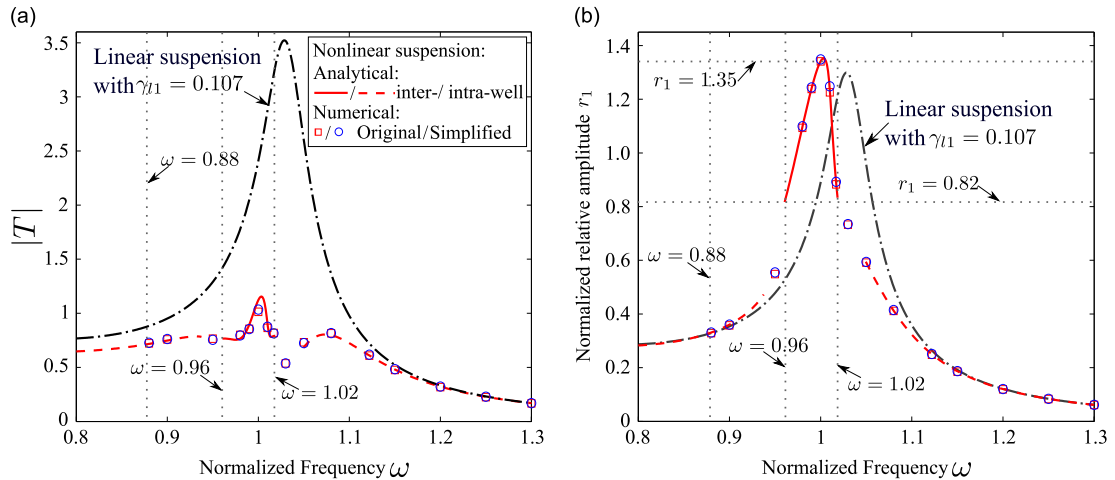 (a)
|T|
3.5
3
2.5
2
1.5
1
0.5
0
0.8
0.9
1
1.1
1.2
1.3
Normalized Frequency ω
Linear suspension
with γl1 = 0.107
Nonlinear suspension:
Analytical:
/ inter-/ intra-well
Numerical:
/ Original/Simplified
ω = 0.88
ω = 0.96
ω = 1.02
(b)
Normalized relative amplitude r1
1.4
1.2
1.0
0.8
0.6
0.4
0.2
0
0.8
0.9
1
1.1
1.2
1.3
Normalized Frequency ω
r1 = 1.35
Linear suspension
with γl1 = 0.107
r1 = 0.82
ω = 0.88
ω = 0.96
ω = 1.02